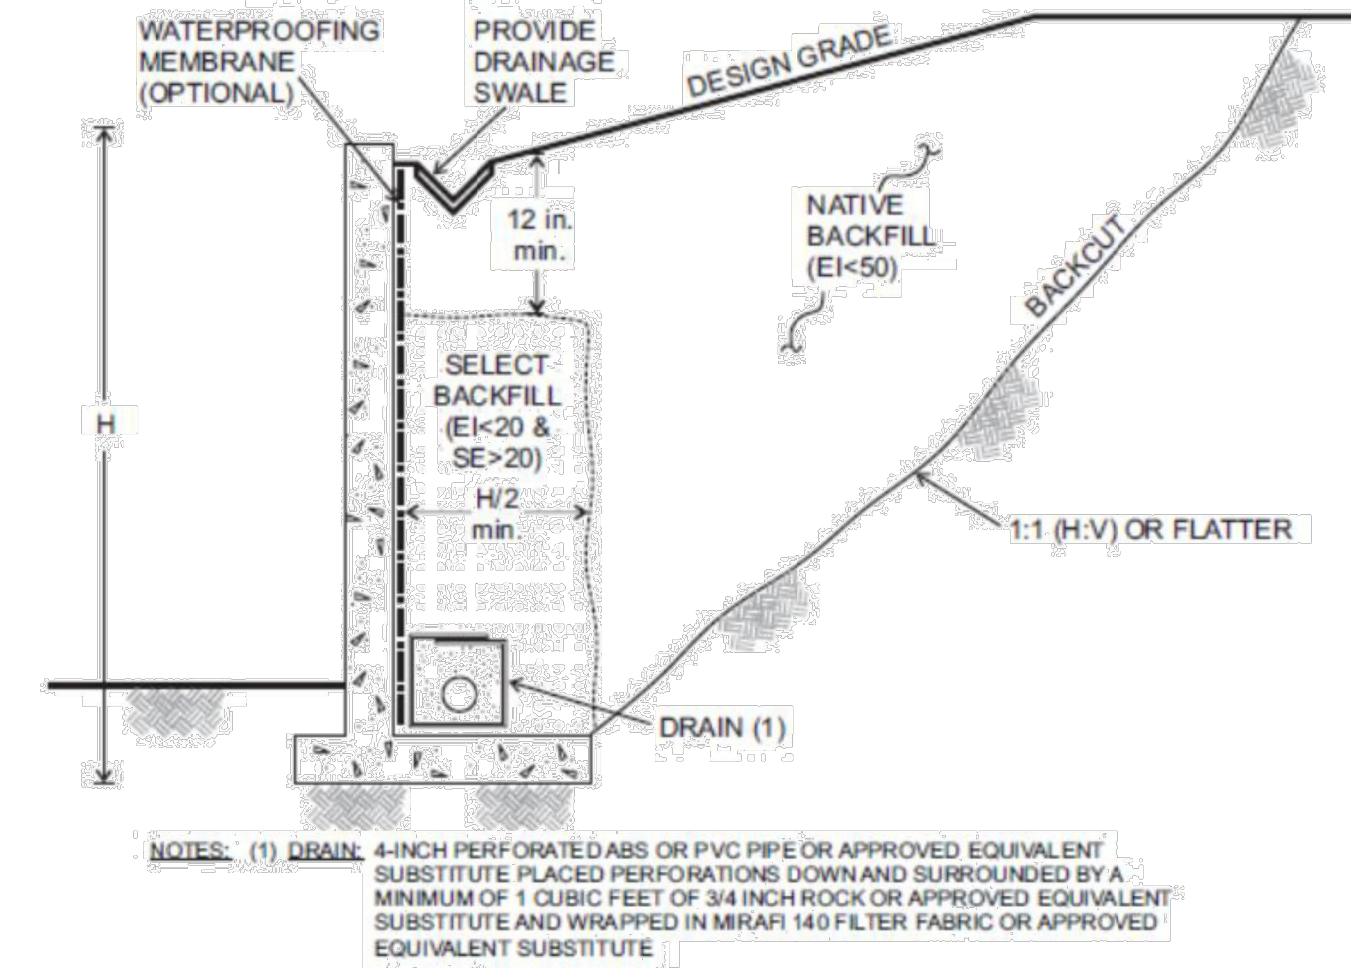 WATERPROOFING
MEMBRANE
(OPTIONAL)
PROVIDE
DRAINAGE
SWALE
DESIGN GRADE
12 in.
min.
NATIVE
BACKFILL
(EI<50)
BACKCUT
H
SELECT
BACKFILL
(EI<20 &
SE>20)
H/2
min.
1:1 (H:V) OR FLATTER
DRAIN (1)
NOTES: (1) DRAIN: 4-INCH PERFORATED ABS OR PVC PIPE OR APPROVED EQUIVALENT
SUBSTITUTE PLACED PERFORATIONS DOWN AND SURROUNDED BY A
MINIMUM OF 1 CUBIC FEET OF 3/4 INCH ROCK OR APPROVED EQUIVALENT
SUBSTITUTE AND WRAPPED IN MIRAFI 140 FILTER FABRIC OR APPROVED
EQUIVALENT SUBSTITUTE